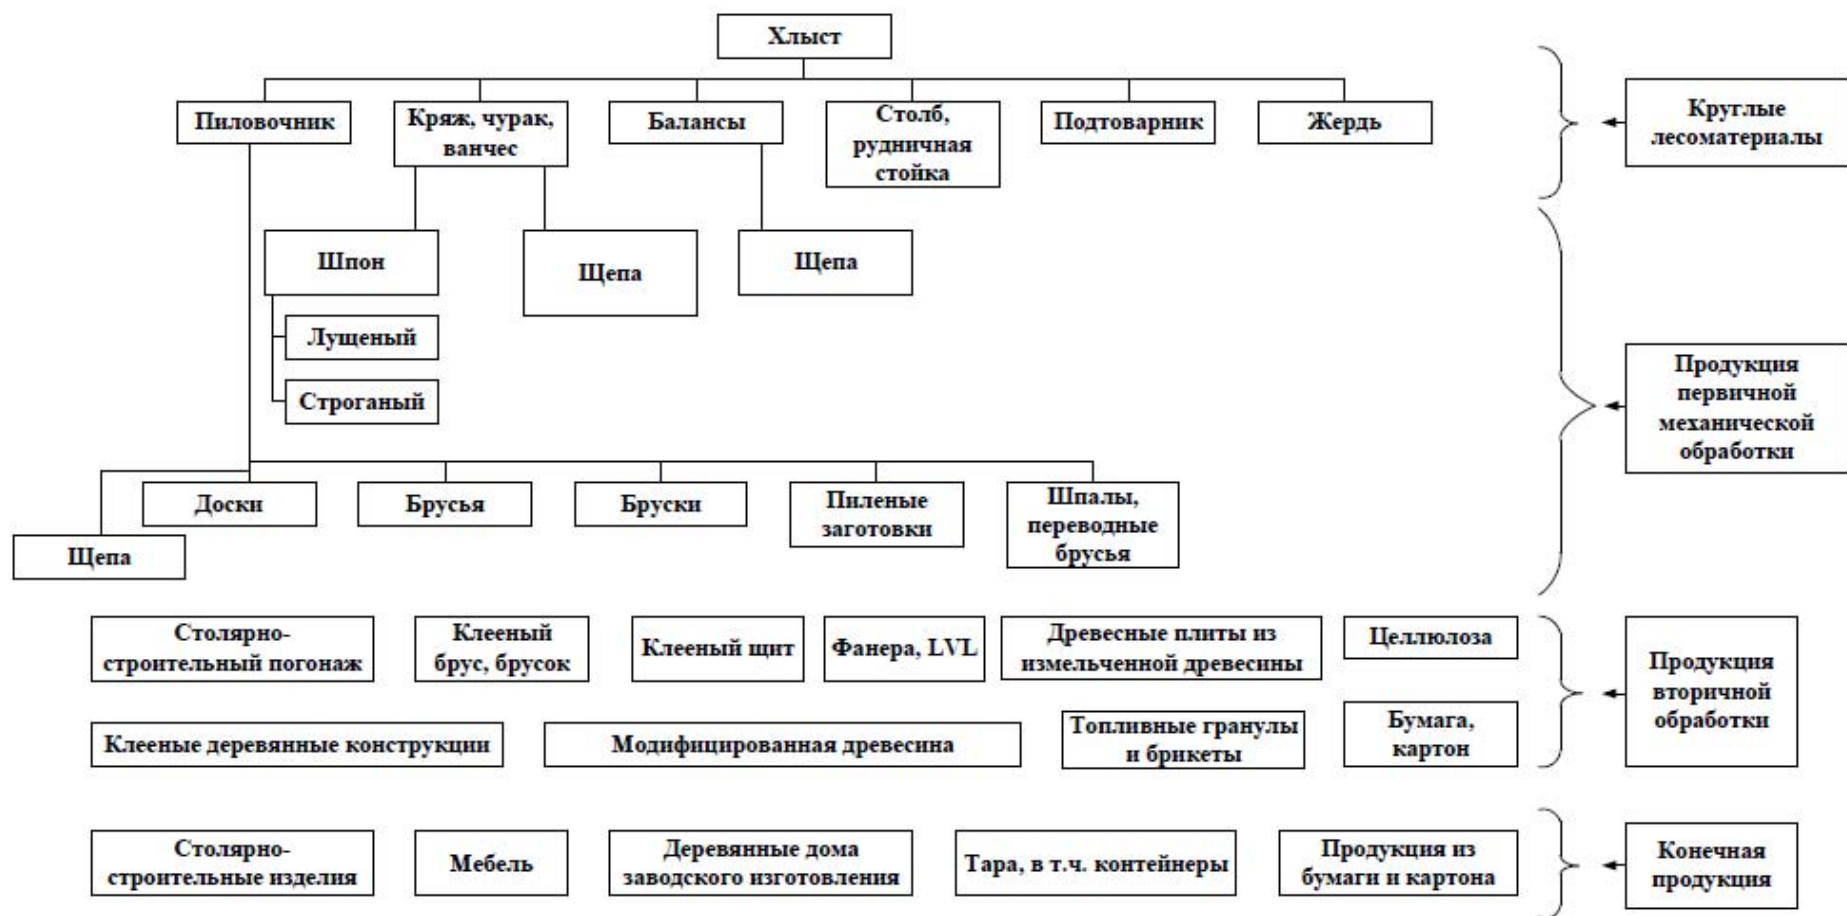 Хлыст
Пиловочник
Кряж, чурак,
ванчес
Балансы
Столб,
рудничная
стойка
Подтоварник
Жердь
Круглые
лесоматериалы
Шпон
Щепа
Щепа
Лущеный
Строганый
Продукция
первичной
механической
обработки
Доски
Брусья
Бруски
Пиленые
заготовки
Шпалы,
переводные
брусья
Щепа
Столярно-
строительный погонаж
Клееный
брус, брусок
Клееный щит
Фанера, LVL
Древесные плиты из
измельченной древесины
Целлюлоза
Продукция
вторичной
обработки
Клееные деревянные конструкции
Модифицированная древесина
Топливные гранулы
и брикеты
Бумага,
картон
Столярно-
строительные изделия
Мебель
Деревянные дома
заводского изготовления
Тара, в т.ч. контейнеры
Продукция из
бумаги и картона
Конечная
продукция